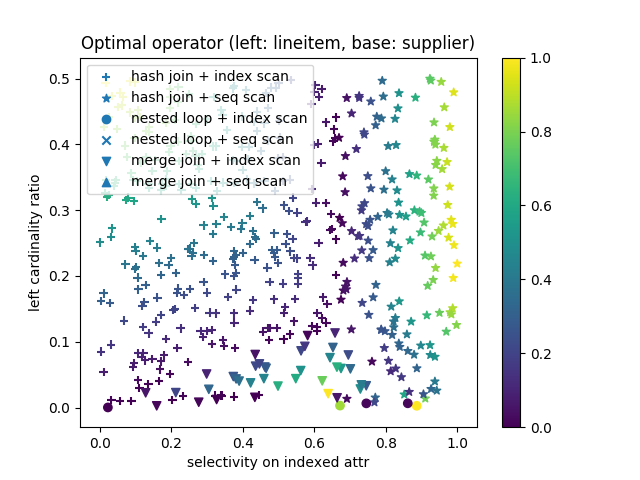 Optimal operator (left: lineitem, base: supplier)
hash join + index scan
hash join + seq scan
nested loop + index scan
nested loop + seq scan
merge join + index scan
merge join + seq scan
left cardinality ratio
0.5
0.4
0.3
0.2
0.1
0.0
0.0 0.2 0.4 0.6 0.8 1.0
selectivity on indexed attr
1.0
0.8
0.6
0.4
0.2
0.0